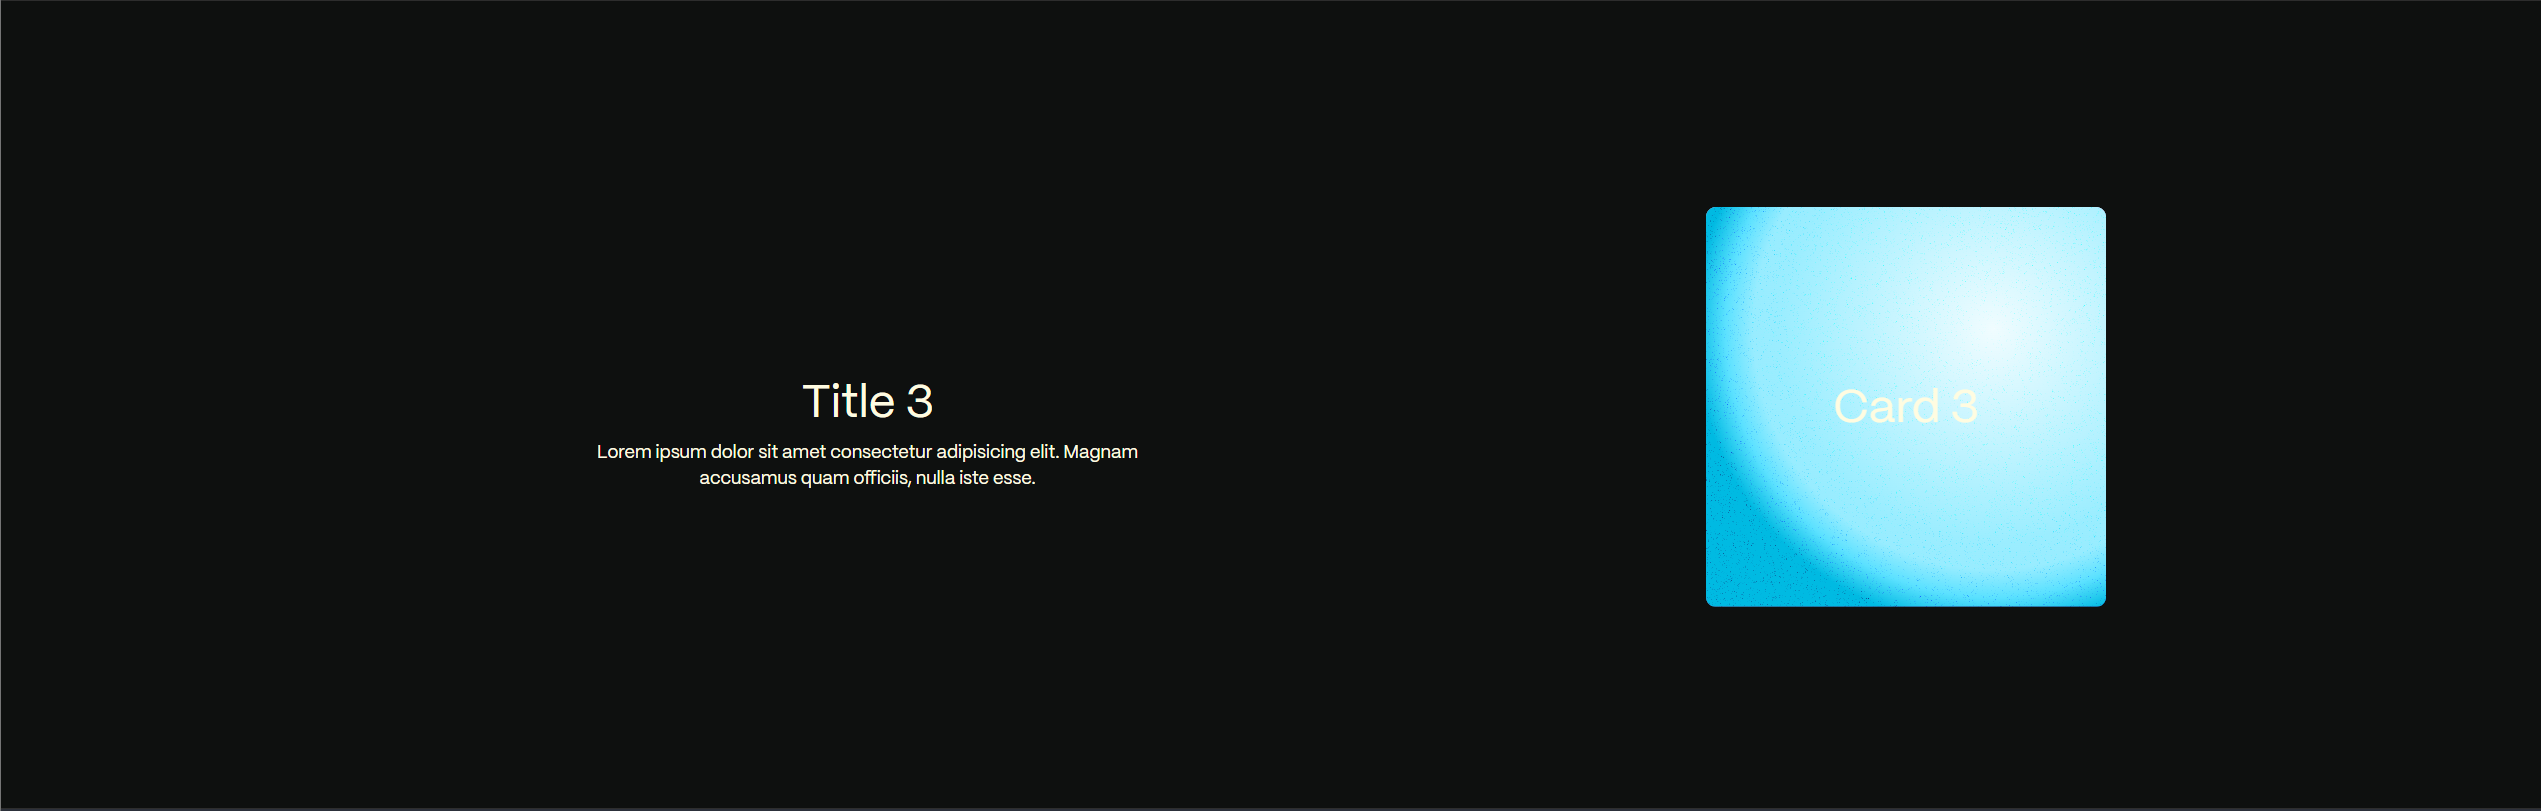 Title 3
Lorem ipsum dolor sit amet consectetur adipisicing elit. Magnam
accusamus quam officiis, nulla iste esse.
Card 3